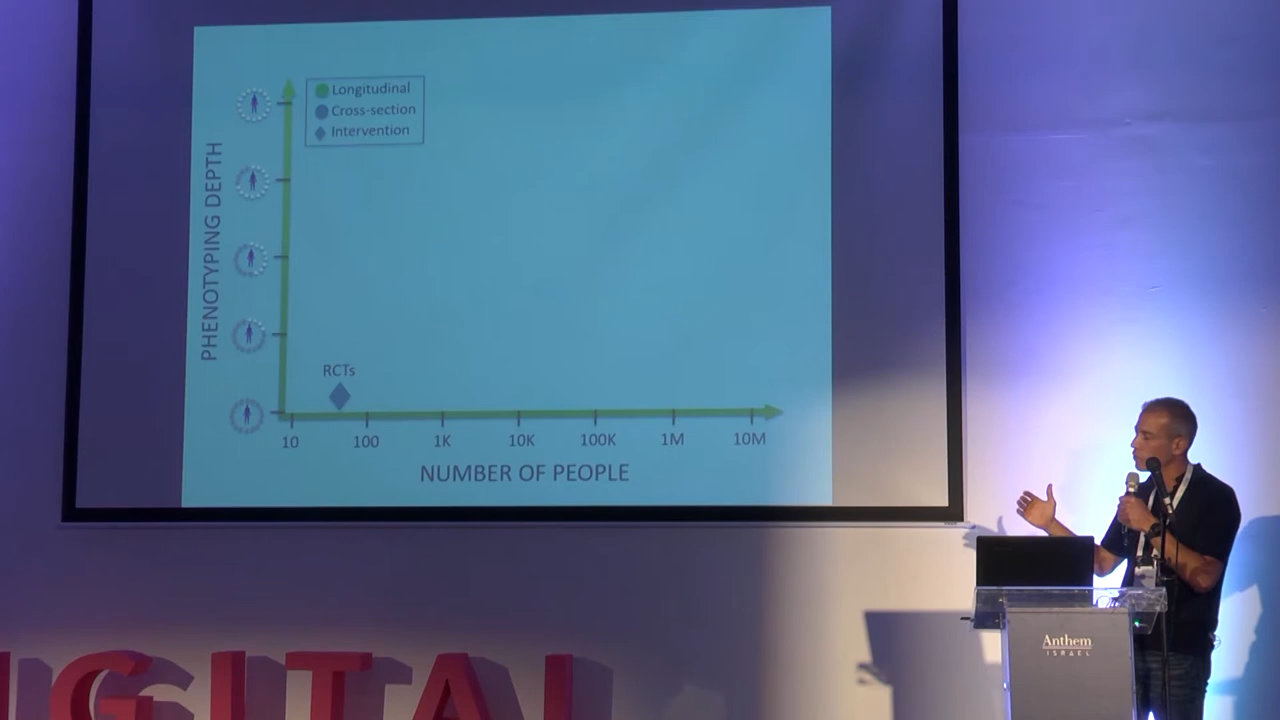 Longitudinal
Cross-section
Intervention
PHENOTYPING DEPTH
RCTs
10 100 1K 10K 100K 1M 10M
NUMBER OF PEOPLE
Anthem
ISRAEL
IGITAL